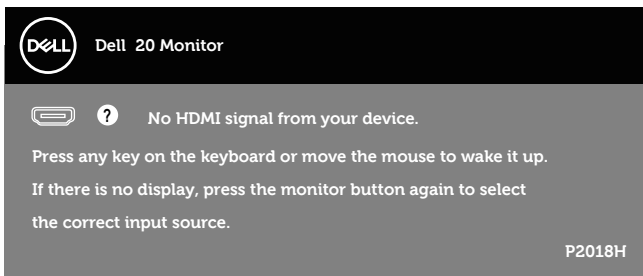 DELL
Dell 20 Monitor
? No HDMI signal from your device.
Press any key on the keyboard or move the mouse to wake it up.
If there is no display, press the monitor button again to select
the correct input source.
P2018H